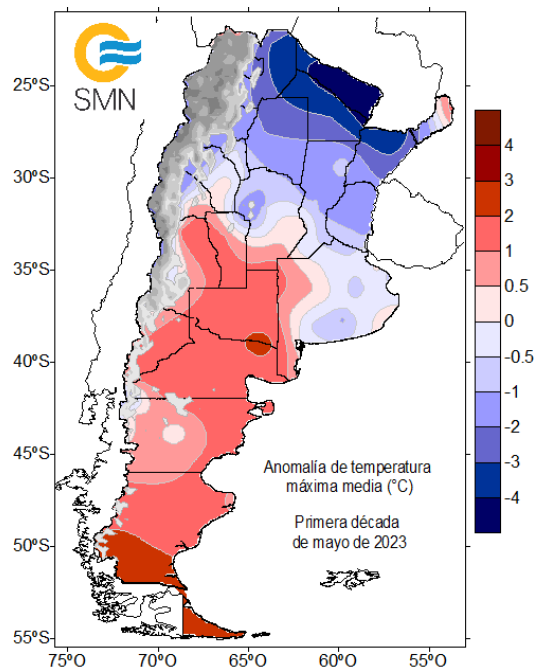 SMN
25ºS
30ºS
35ºS
40ºS
45ºS
50ºS
55ºS
75ºO
70ºO
65ºO
60ºO
55ºO
4
3
2
1
0.5
0
-0.5
-1
-2
-3
-4
Anomalía de temperatura
máxima media (°C)
Primera década
de mayo de 2023